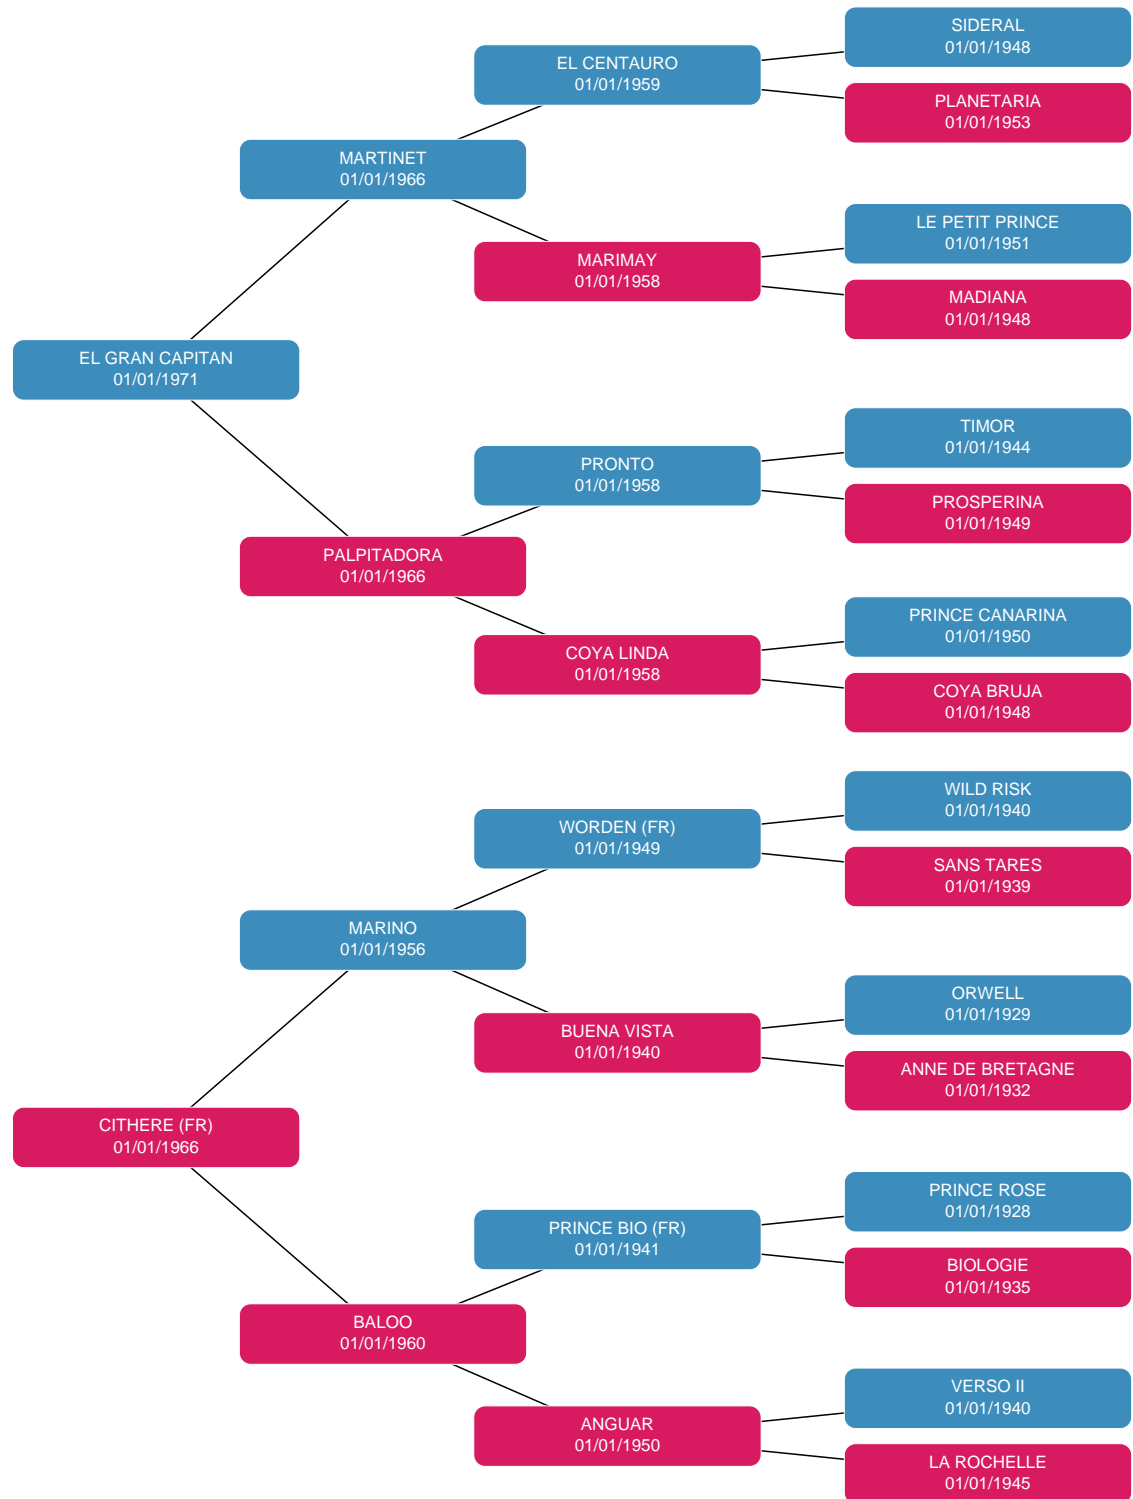 SIDERAL
01/01/1948
EL CENTAURO
01/01/1959
PLANETARIA
01/01/1953
MARTINET
01/01/1966
LE PETIT PRINCE
01/01/1951
MARIMAY
01/01/1958
MADIANA
01/01/1948
EL GRAN CAPITAN
01/01/1971
TIMOR
01/01/1944
PRONTO
01/01/1958
PROSPERINA
01/01/1949
PALPITADORA
01/01/1966
PRINCE CANARINA
01/01/1950
COYA LINDA
01/01/1958
COYA BRUJA
01/01/1948
WILD RISK
01/01/1940
WORDEN (FR)
01/01/1949
SANS TARES
01/01/1939
MARINO
01/01/1956
ORWELL
01/01/1929
BUENA VISTA
01/01/1940
ANNE DE BRETAGNE
01/01/1932
CITHERE (FR)
01/01/1966
PRINCE ROSE
01/01/1928
PRINCE BIO (FR)
01/01/1941
BIOLOGIE
01/01/1935
BALOO
01/01/1960
VERSO II
01/01/1940
ANGUAR
01/01/1950
LA ROCHELLE
01/01/1945